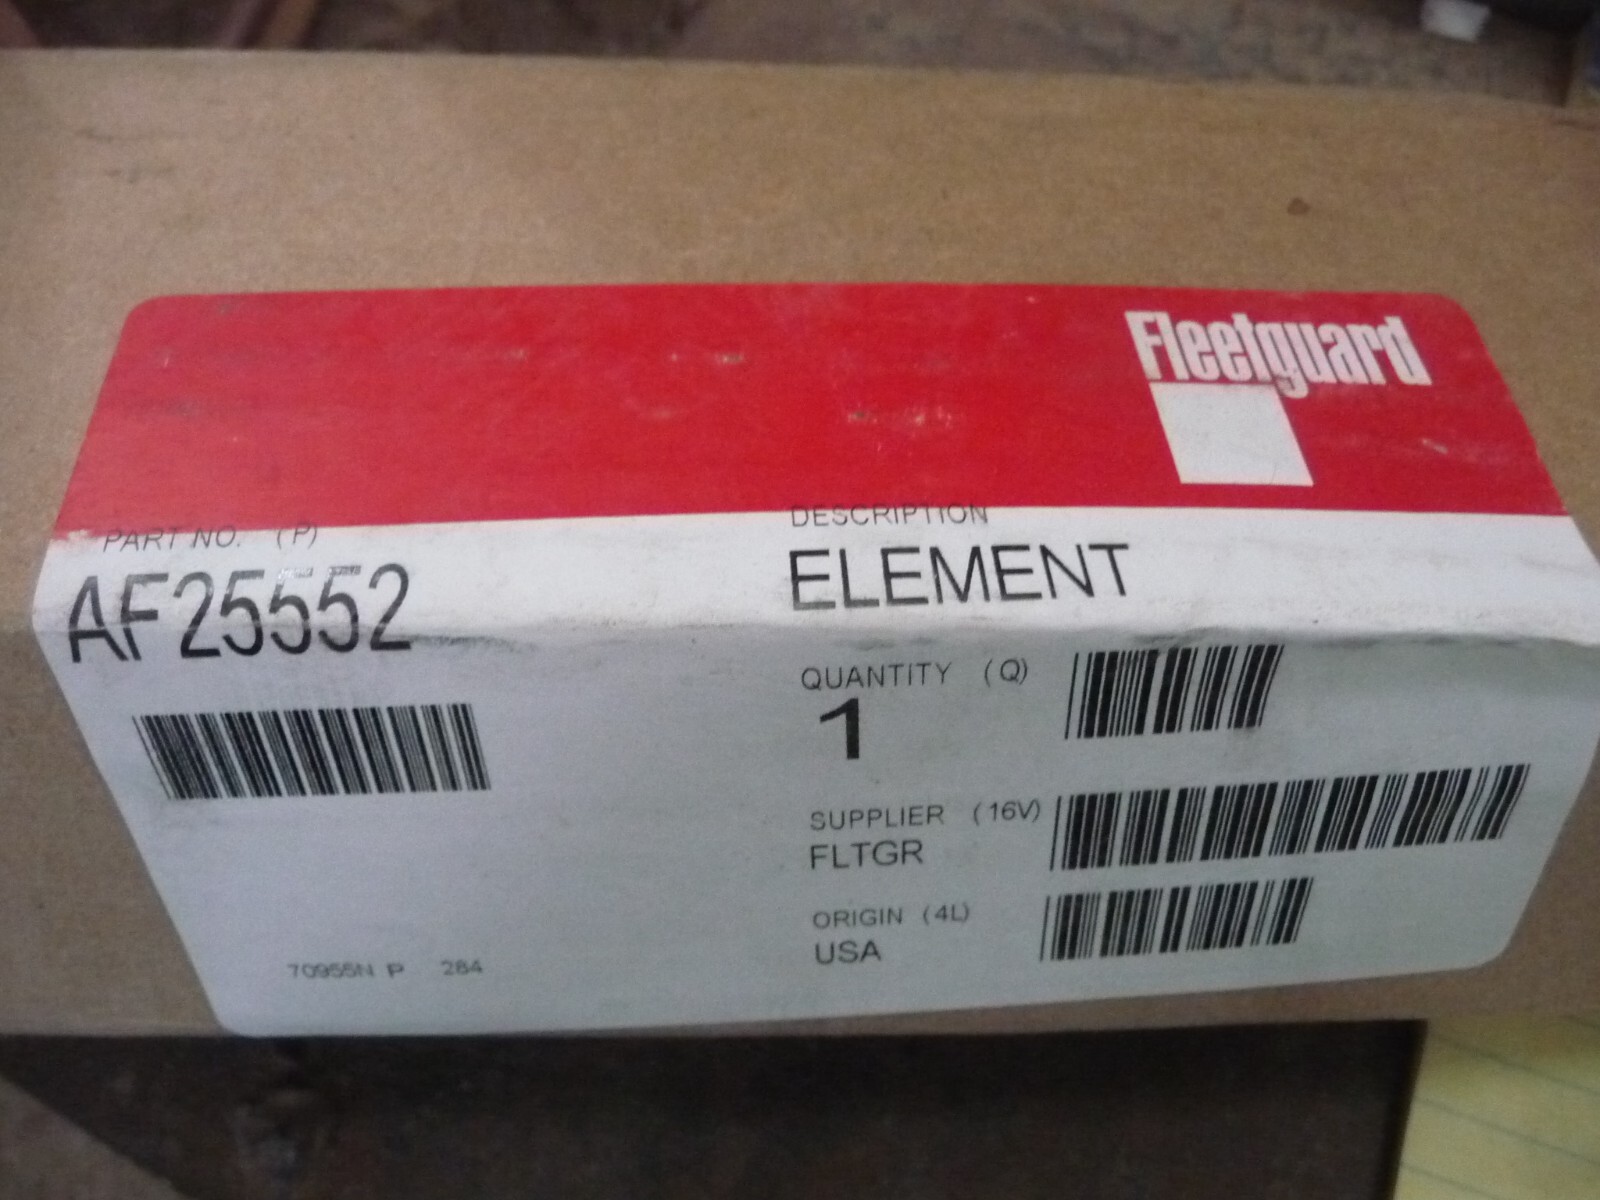 Fleetguard
PART NO. (P)
AF25552
DESCRIPTION
ELEMENT
QUANTITY (Q)
1
SUPPLIER (16V)
FLTGR
ORIGIN (4L)
USA
70955N P 284